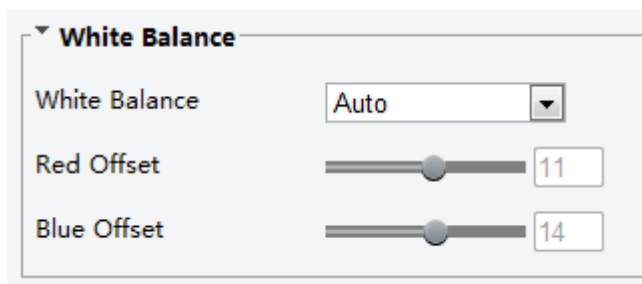 White Balance
White Balance Auto
Red Offset 11
Blue Offset 14